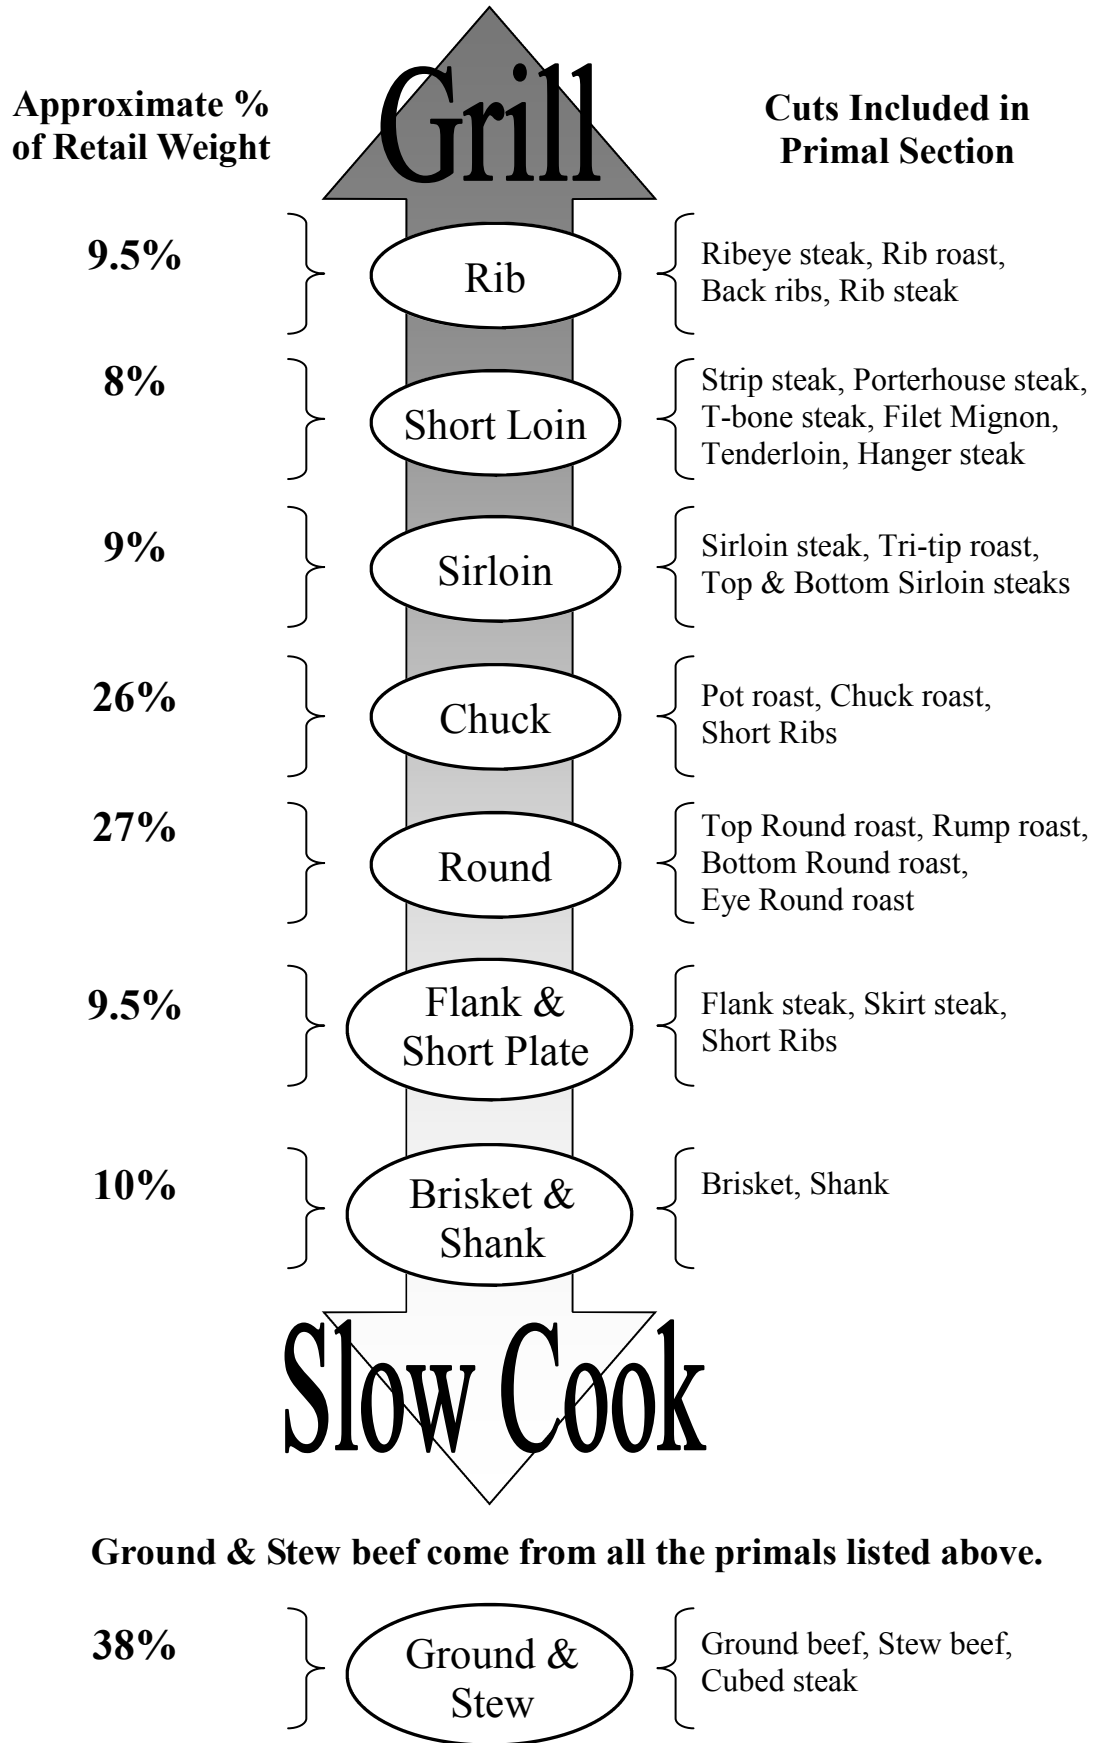 Grill
Approximate %
of Retail Weight
Cuts Included in
Primal Section
9.5%
Rib
Ribeye steak, Rib roast,
Back ribs, Rib steak
8%
Short Loin
Strip steak, Porterhouse steak,
T-bone steak, Filet Mignon,
Tenderloin, Hanger steak
9%
Sirloin
Sirloin steak, Tri-tip roast,
Top & Bottom Sirloin steaks
26%
Chuck
Pot roast, Chuck roast,
Short Ribs
27%
Round
Top Round roast, Rump roast,
Bottom Round roast,
Eye Round roast
9.5%
Flank &
Short Plate
Flank steak, Skirt steak,
Short Ribs
10%
Brisket &
Shank
Brisket, Shank
Slow Cook
Ground & Stew beef come from all the primals listed above.
38%
Ground &
Stew
Ground beef, Stew beef,
Cubed steak